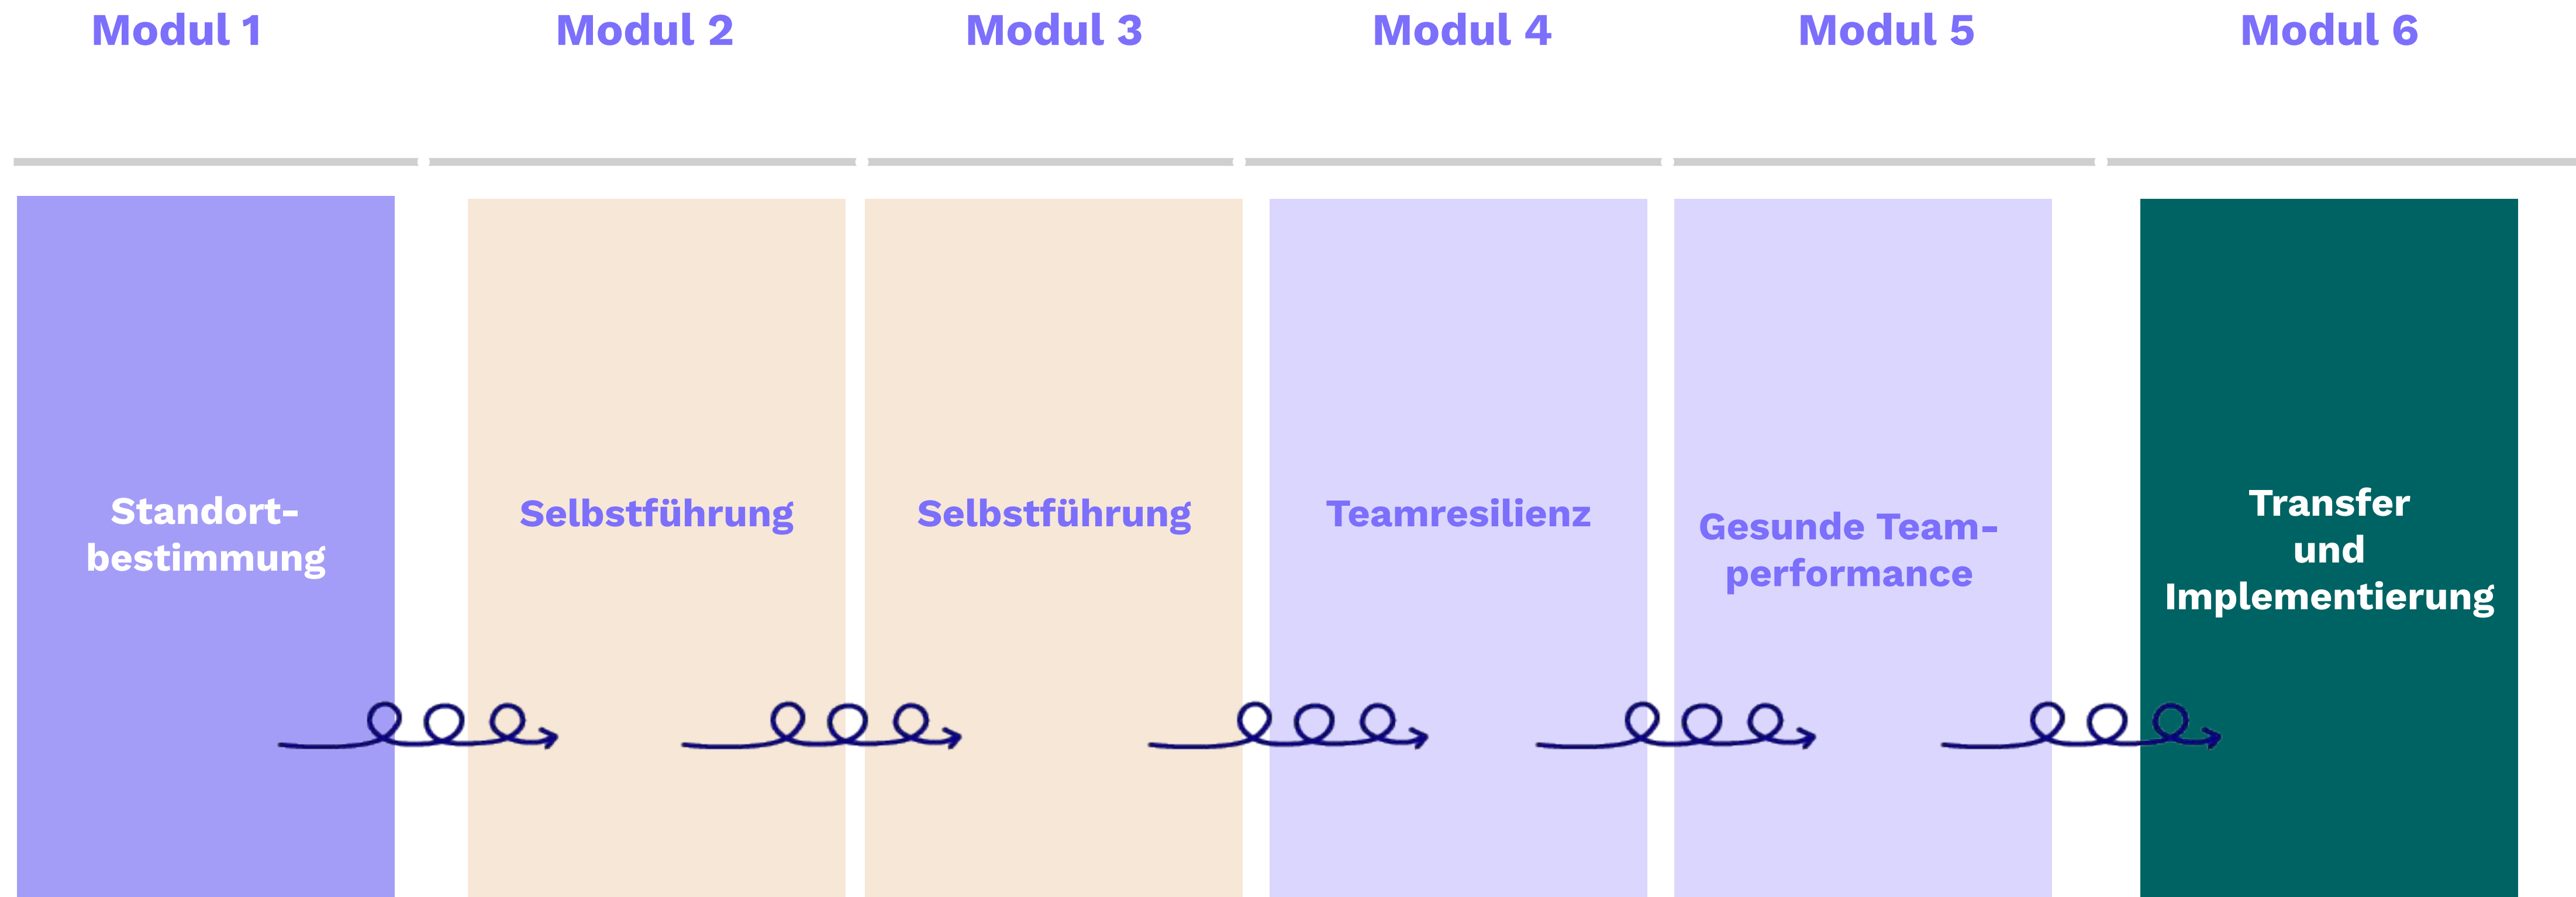 Modul 1
Modul 2
Modul 3
Modul 4
Modul 5
Modul 6
Standort-
bestimmung
Selbstführung
Selbstführung
Teamresilienz
Gesunde Team-
performance
Transfer
und
Implementierung